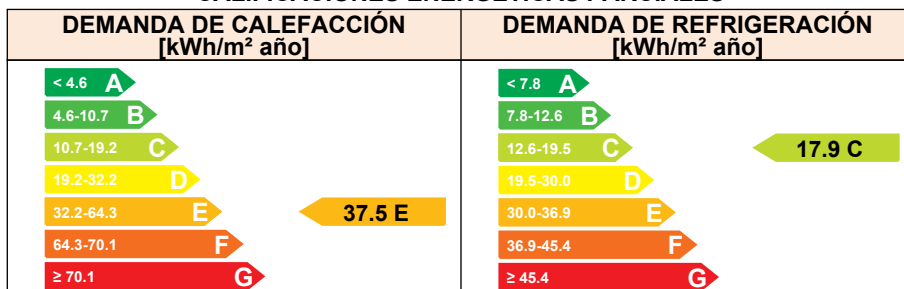 CALIFICACIONES ENERGÉTICAS PARCIALES
DEMANDA DE CALEFACCIÓN
[kWh/m² año]
< 4.6 A
4.6-10.7 B
10.7-19.2 C
19.2-32.2 D
32.2-64.3 E
37.5 E
64.3-70.1 F
≥ 70.1 G
DEMANDA DE REFRIGERACIÓN
[kWh/m² año]
< 7.8 A
7.8-12.6 B
12.6-19.5 C
17.9 C
19.5-30.0 D
30.0-36.9 E
36.9-45.4 F
≥ 45.4 G